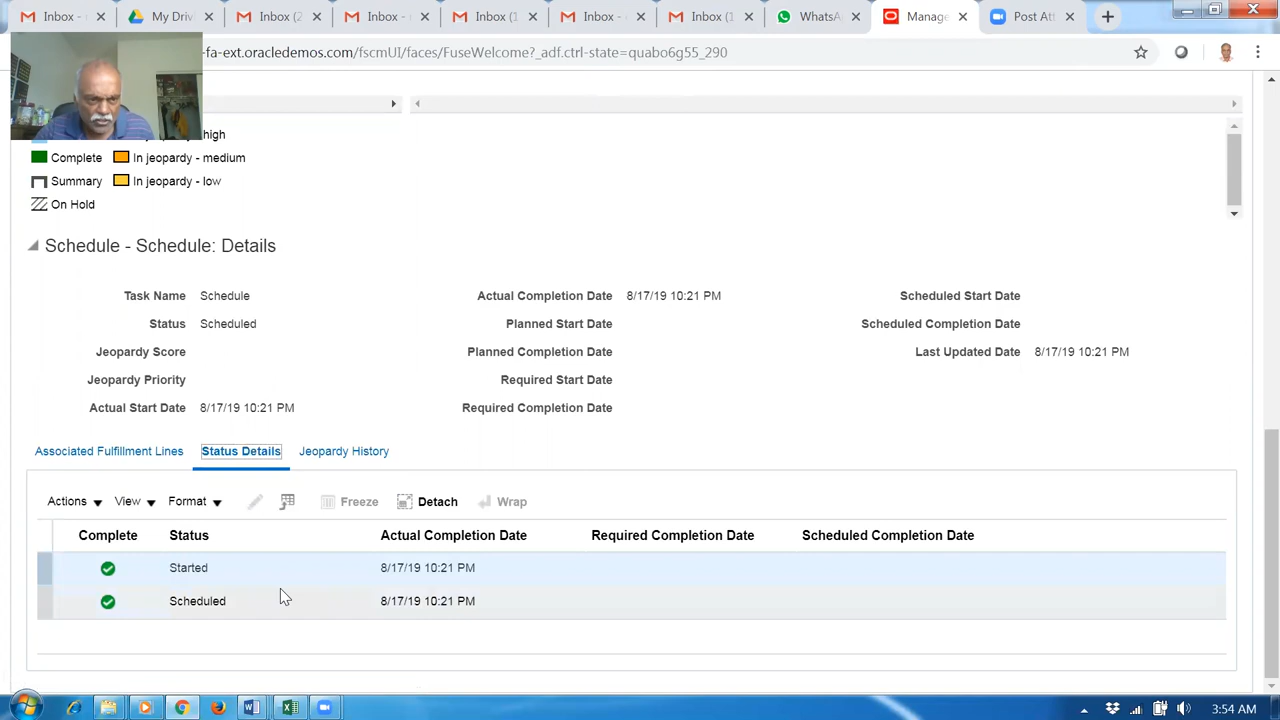 Inbox -
My Dr
Inbox (2
Inbox -
Inbox
Inbox -
Inbox (
WhatsA
Manage
Post Att
-fa-ext.oracledemos.com/fscmUI/faces/FuseWelcome?_adf.ctrl-state=quabo6g55_290
high
Complete In jeopardy - medium
Summary In jeopardy - low
On Hold
Schedule - Schedule: Details
Task Name Schedule Actual Completion Date 8/17/19 10:21 PM Scheduled Start Date
Status Scheduled Planned Start Date Scheduled Completion Date
Jeopardy Score Planned Completion Date Last Updated Date 8/17/19 10:21 PM
Jeopardy Priority Required Start Date
Actual Start Date 8/17/19 10:21 PM Required Completion Date
Associated Fulfillment Lines Status Details Jeopardy History
Actions View Format Freeze Detach Wrap
Complete Status Actual Completion Date Required Completion Date Scheduled Completion Date
Started 8/17/19 10:21 PM
Scheduled 8/17/19 10:21 PM
3:54 AM